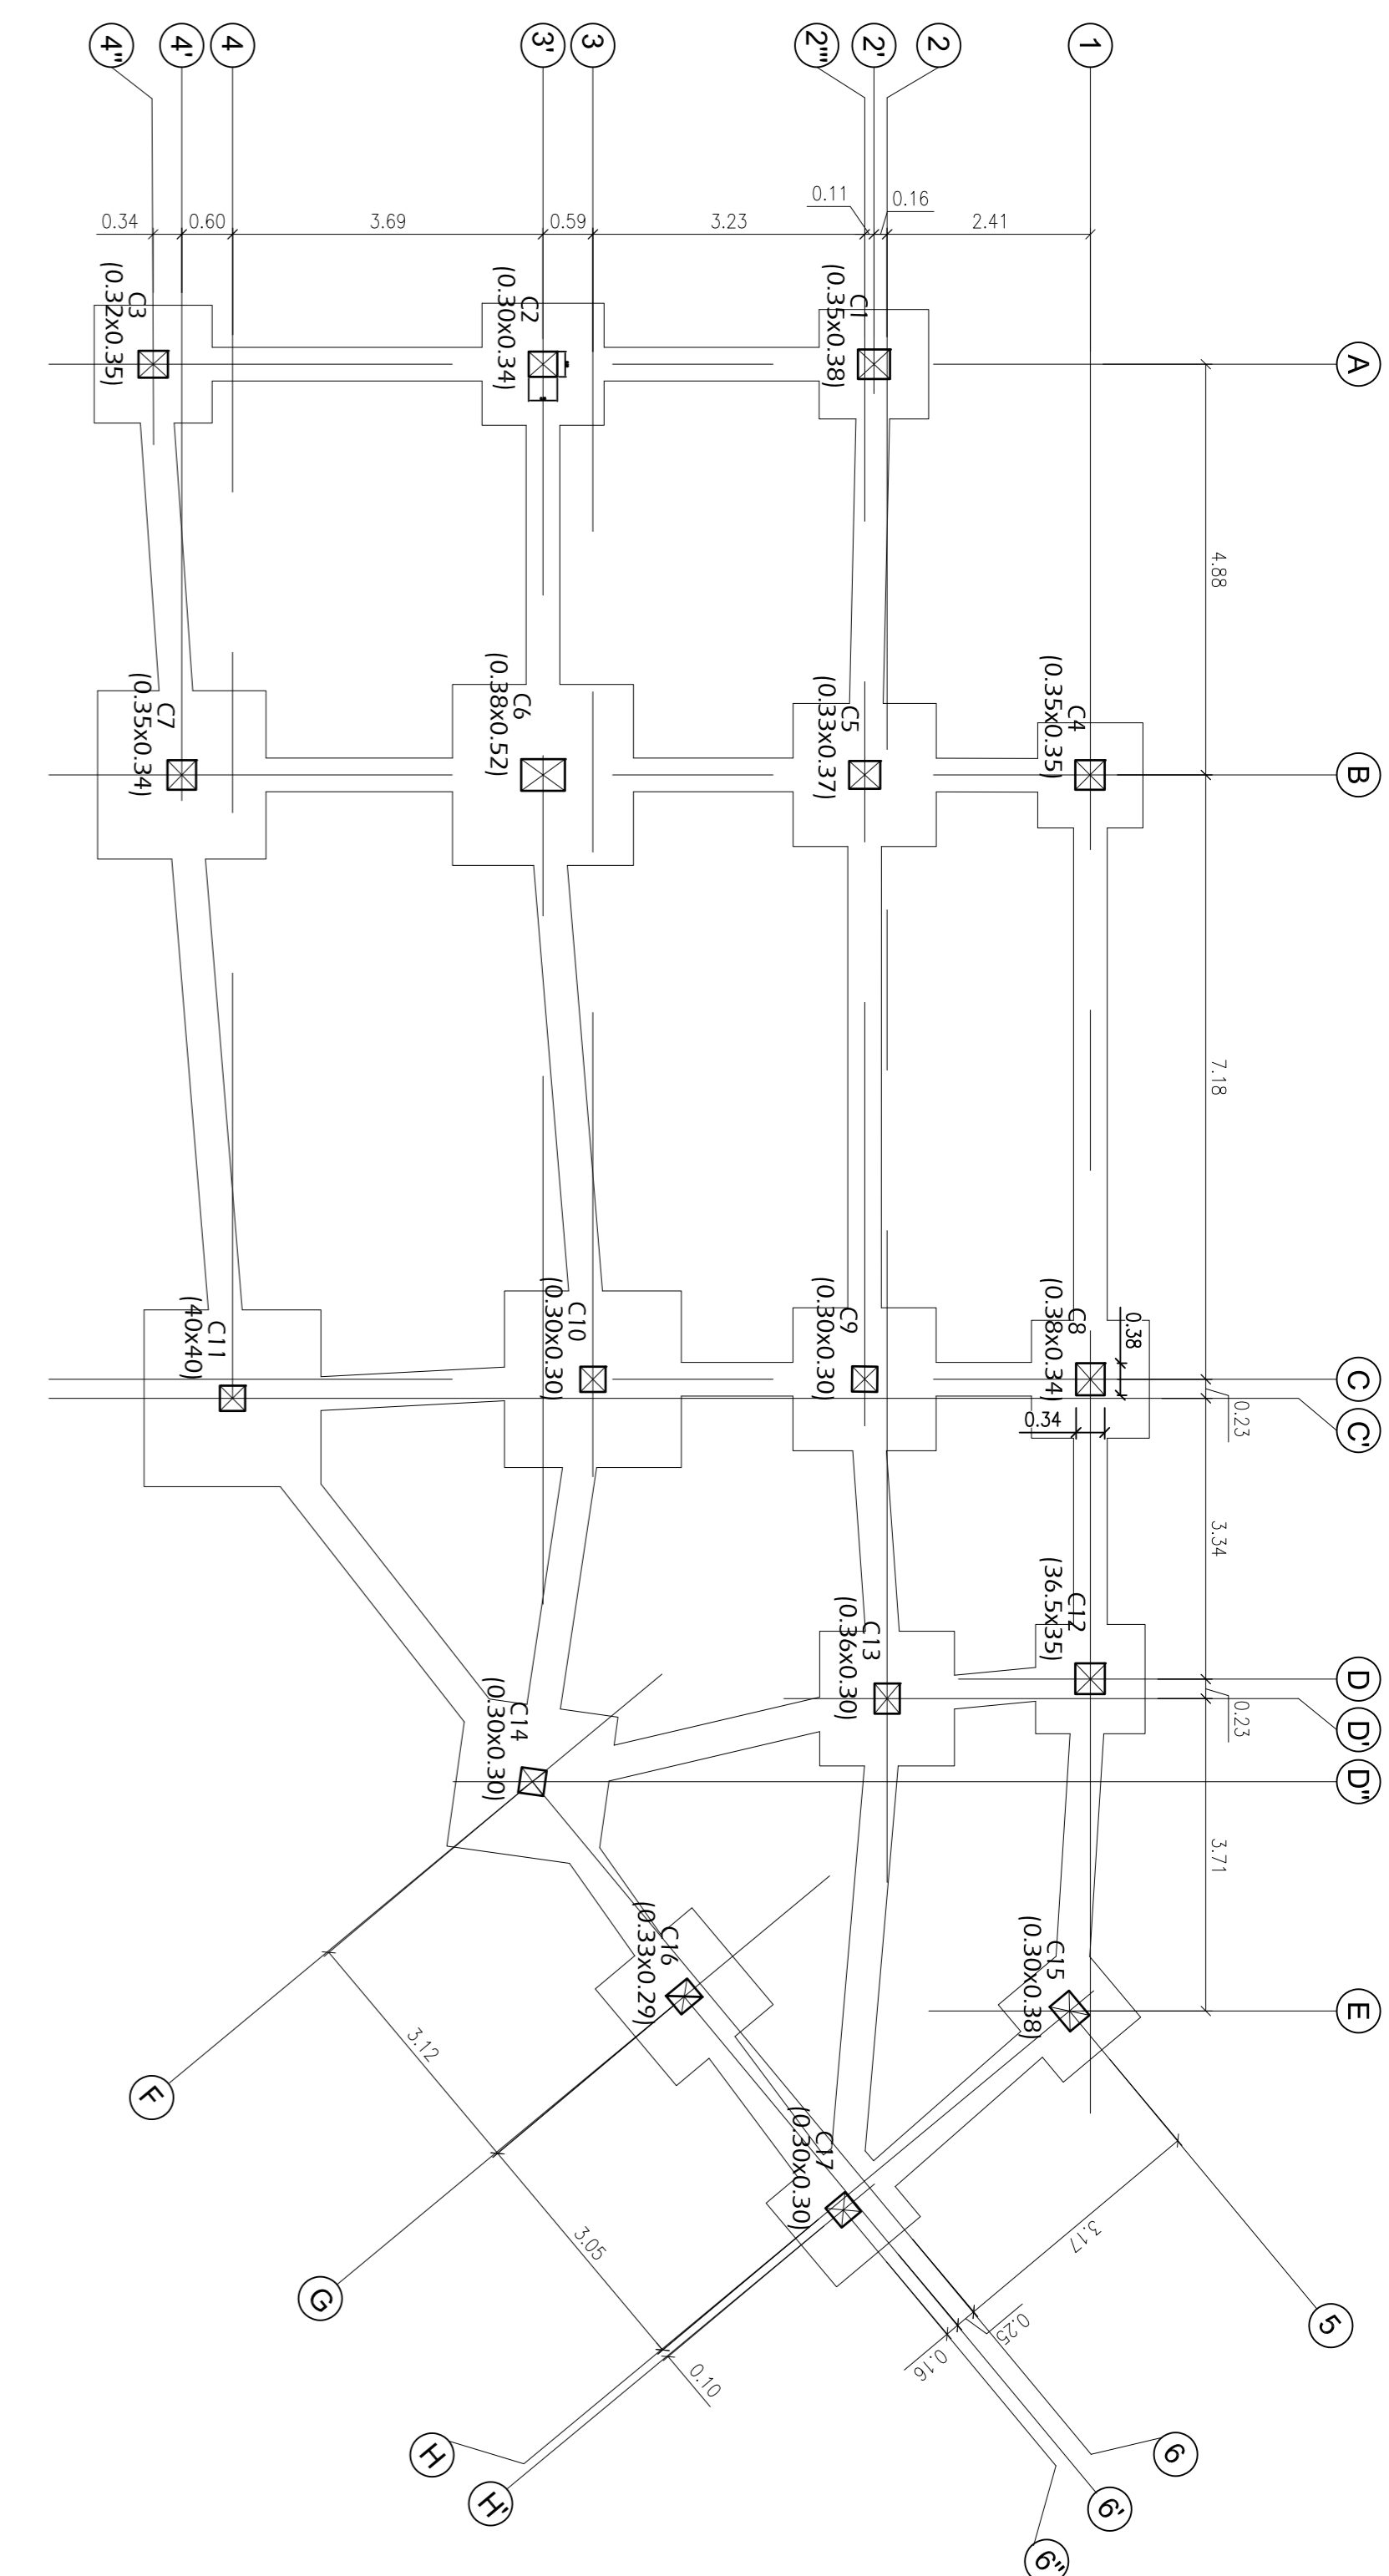 4"
4'
4
3'
3
2'''
2'
2
1
0.34
0.60
3.69
0.59
3.23
0.11
0.16
2.41
C3
(0.32x0.35)
C2
(0.30x0.34)
C1
(0.35x0.38)
A
4.88
C7
(0.35x0.34)
C6
(0.38x0.52)
C5
(0.33x0.37)
C4
(0.35x0.35)
B
7.18
C11
(40x40)
C10
(0.30x0.30)
C9
(0.30x0.30)
C8
(0.38x0.34)
0.38
0.34
C
C'
0.23
3.34
C14
(0.30x0.30)
C13
(0.36x0.30)
C12
(36.5x35)
D
0.23
D'
D"
3.71
C16
(0.33x0.29)
C15
(0.30x0.38)
E
C17
(0.30x0.30)
3.12
F
3.05
G
0.10
H
H'
3.17
0.25
0.16
5
6
6'
6"